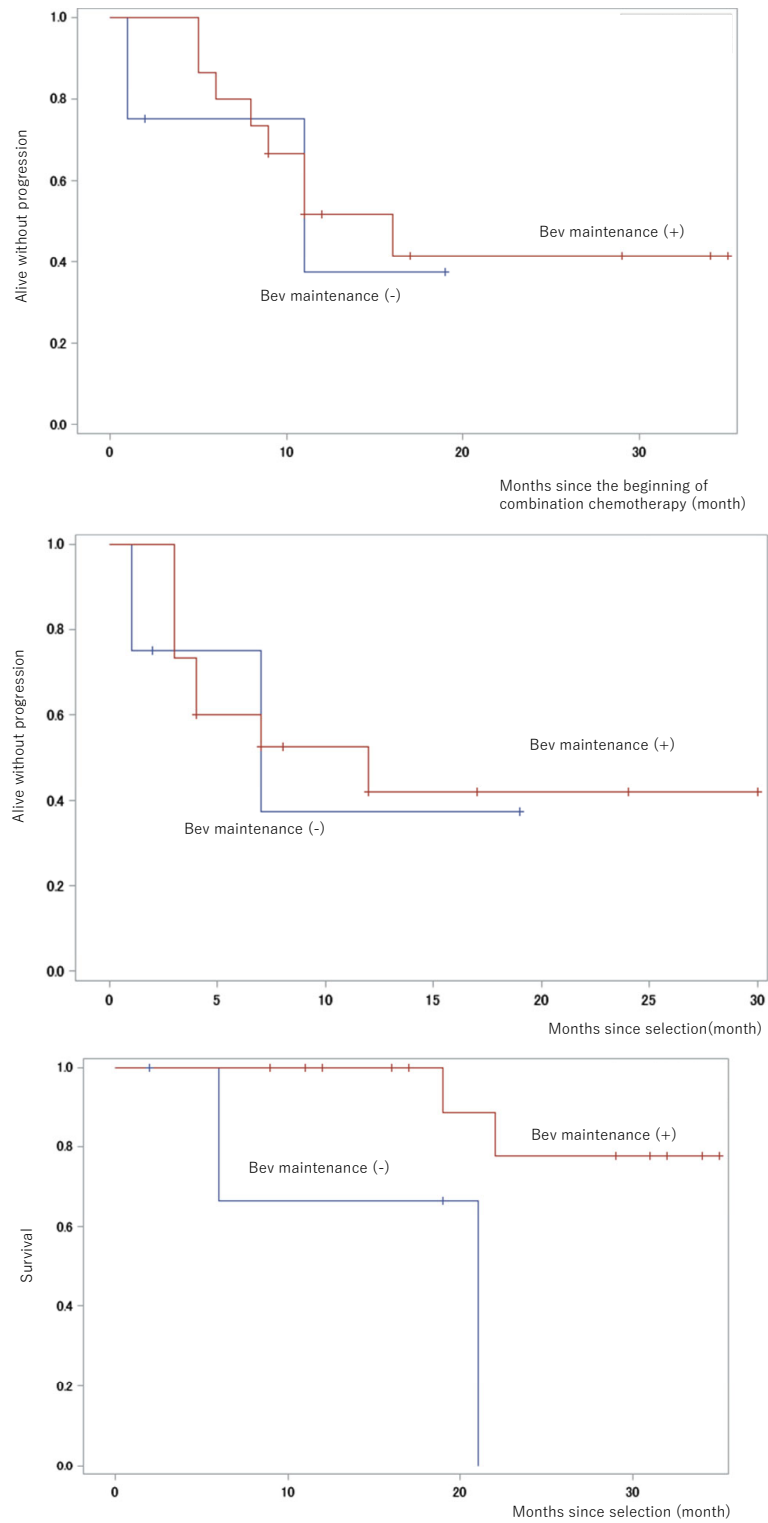 1.0
0.8
Alive without progression
0.6
Bev maintenance (+)
0.4
Bev maintenance (-)
0.2
0.0
0 10 20 30
Months since the beginning of
combination chemotherapy (month)
1.0
0.8
Alive without progression
0.6
Bev maintenance (+)
0.4
Bev maintenance (-)
0.2
0.0
0 5 10 15 20 25 30
Months since selection(month)
1.0
0.8
Bev maintenance (+)
Bev maintenance (-)
0.6
Survival
0.4
0.2
0.0
0 10 20 30
Months since selection (month)